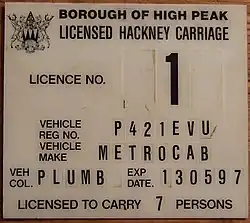 BOROUGH OF HIGH PEAK
LICENSED HACKNEY CARRIAGE
LICENCE NO. 1
VEHICLE REG NO. P421EVU
VEHICLE MAKE METROCAB
VEH COL. PLUMB EXP DATE. 130597
LICENSED TO CARRY 7 PERSONS